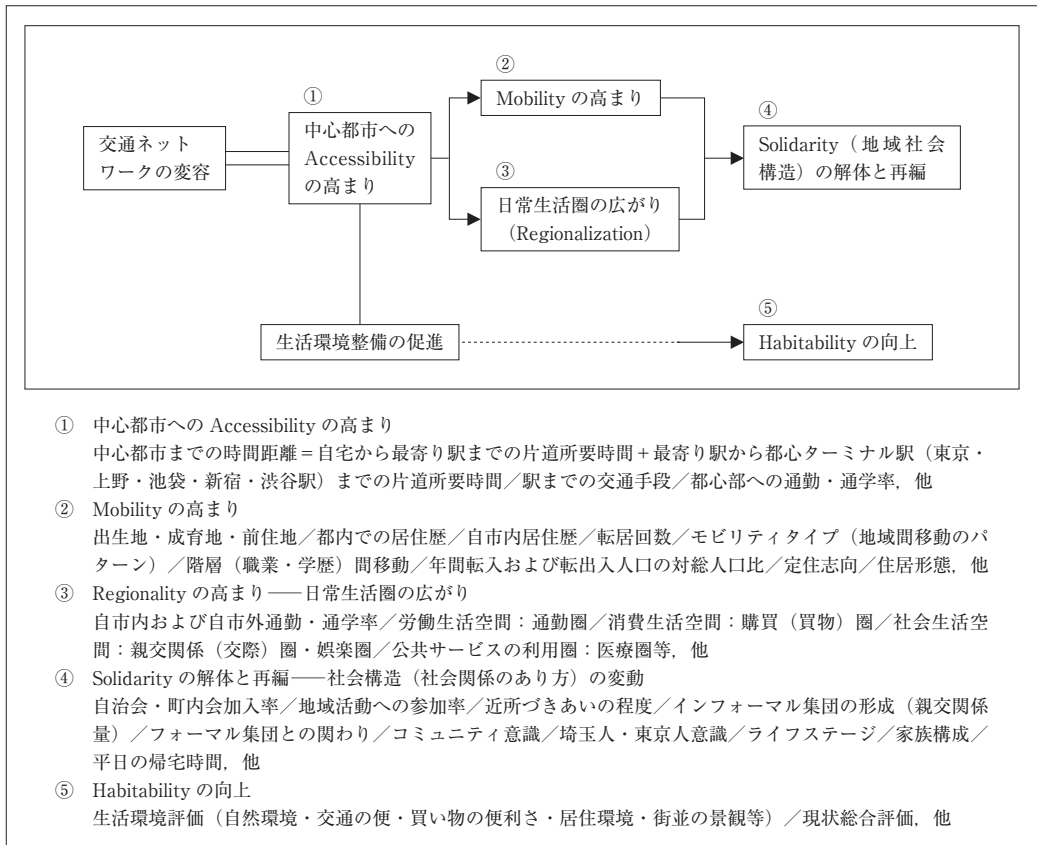 ①
②
④
交通ネット
ワークの変容
中心都市への
Accessibility
の高まり
Mobility の高まり
③
日常生活圏の広がり
（Regionalization）
Solidarity（地域社会
構造）の解体と再編
⑤
生活環境整備の促進
Habitability の向上
① 中心都市への Accessibility の高まり
中心都市までの時間距離＝自宅から最寄り駅までの片道所要時間＋最寄り駅から都心ターミナル駅（東京・
上野・池袋・新宿・渋谷駅）までの片道所要時間／駅までの交通手段／都心部への通勤・通学率，他
② Mobility の高まり
出生地・成育地・前住地／都内での居住歴／自市内居住歴／転居回数／モビリティタイプ（地域間移動のパ
ターン）／階層（職業・学歴）間移動／年間転入および転出入人口の対総人口比／定住志向／住居形態，他
③ Regionality の高まり――日常生活圏の広がり
自市内および自市外通勤・通学率／労働生活空間：通勤圏／消費生活空間：購買（買物）圏／社会生活空
間：親交関係（交際）圏・娯楽圏／公共サービスの利用圏：医療圏等，他
④ Solidarity の解体と再編――社会構造（社会関係のあり方）の変動
自治会・町内会加入率／地域活動への参加率／近所づきあいの程度／インフォーマル集団の形成（親交関係
量）／フォーマル集団との関わり／コミュニティ意識／埼玉人・東京人意識／ライフステージ／家族構成／
平日の帰宅時間，他
⑤ Habitability の向上
生活環境評価（自然環境・交通の便・買い物の便利さ・居住環境・街並の景観等）／現状総合評価，他